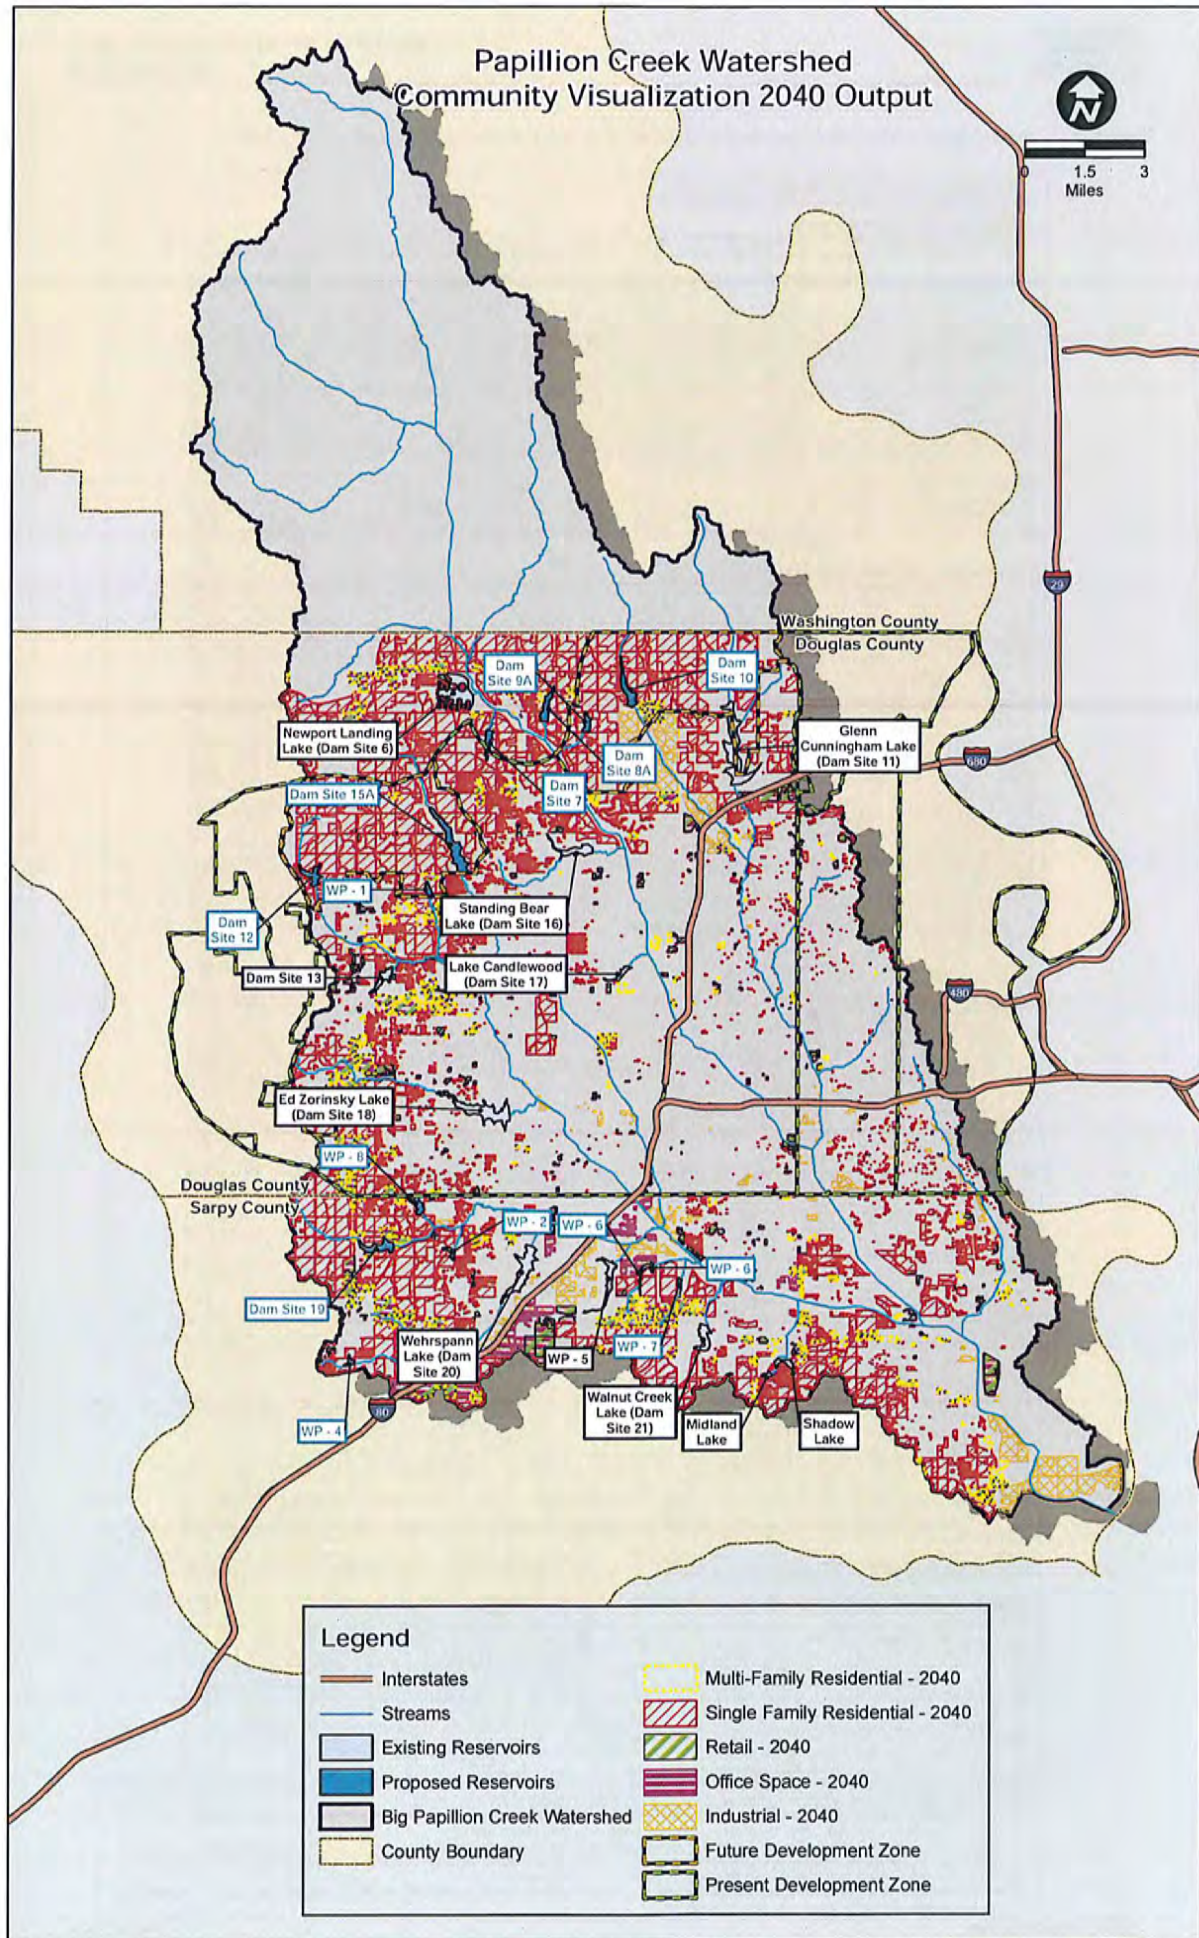 Papillion Creek Watershed
Community Visualization 2040 Output
N
0 1.5 3
Miles
29
Washington County
Douglas County
Dam
Site 9A
Dam
Site 10
Newport Landing
Lake (Dam Site 6)
Glenn
Cunningham Lake
(Dam Site 11)
680
Dam
Site 8A
Dam
Site 7
Dam Site 15A
WP - 1
Standing Bear
Lake (Dam Site 16)
Dam
Site 12
Dam Site 13
Lake Candlewood
(Dam Site 17)
480
Ed Zorinsky Lake
(Dam Site 18)
WP - 8
Douglas County
Sarpy County
WP - 2
WP - 6
WP - 6
Dam Site 19
Wehrspann
Lake (Dam
Site 20)
WP - 5
WP - 7
Walnut Creek
Lake (Dam
Site 21)
Midland
Lake
Shadow
Lake
80
WP - 4
Legend
Interstates
Streams
Existing Reservoirs
Proposed Reservoirs
Big Papillion Creek Watershed
County Boundary
Multi-Family Residential - 2040
Single Family Residential - 2040
Retail - 2040
Office Space - 2040
Industrial - 2040
Future Development Zone
Present Development Zone